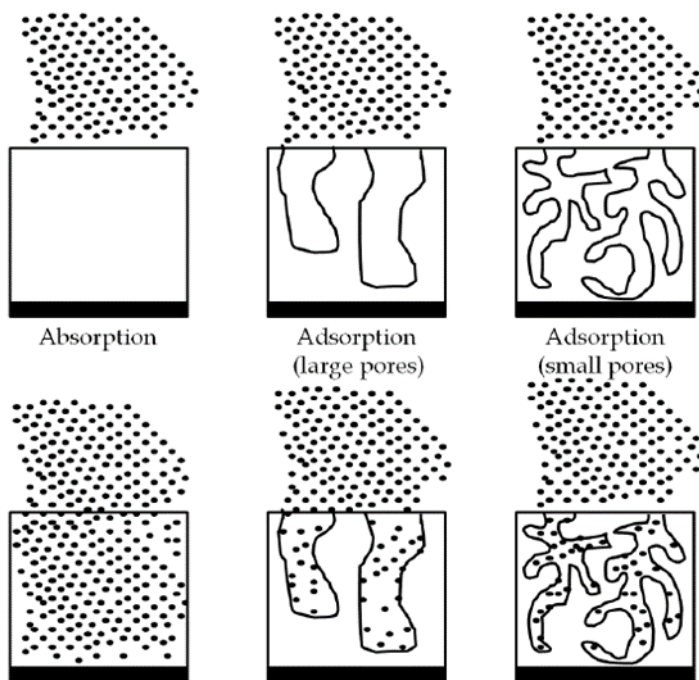 Absorption
Adsorption
(large pores)
Adsorption
(small pores)